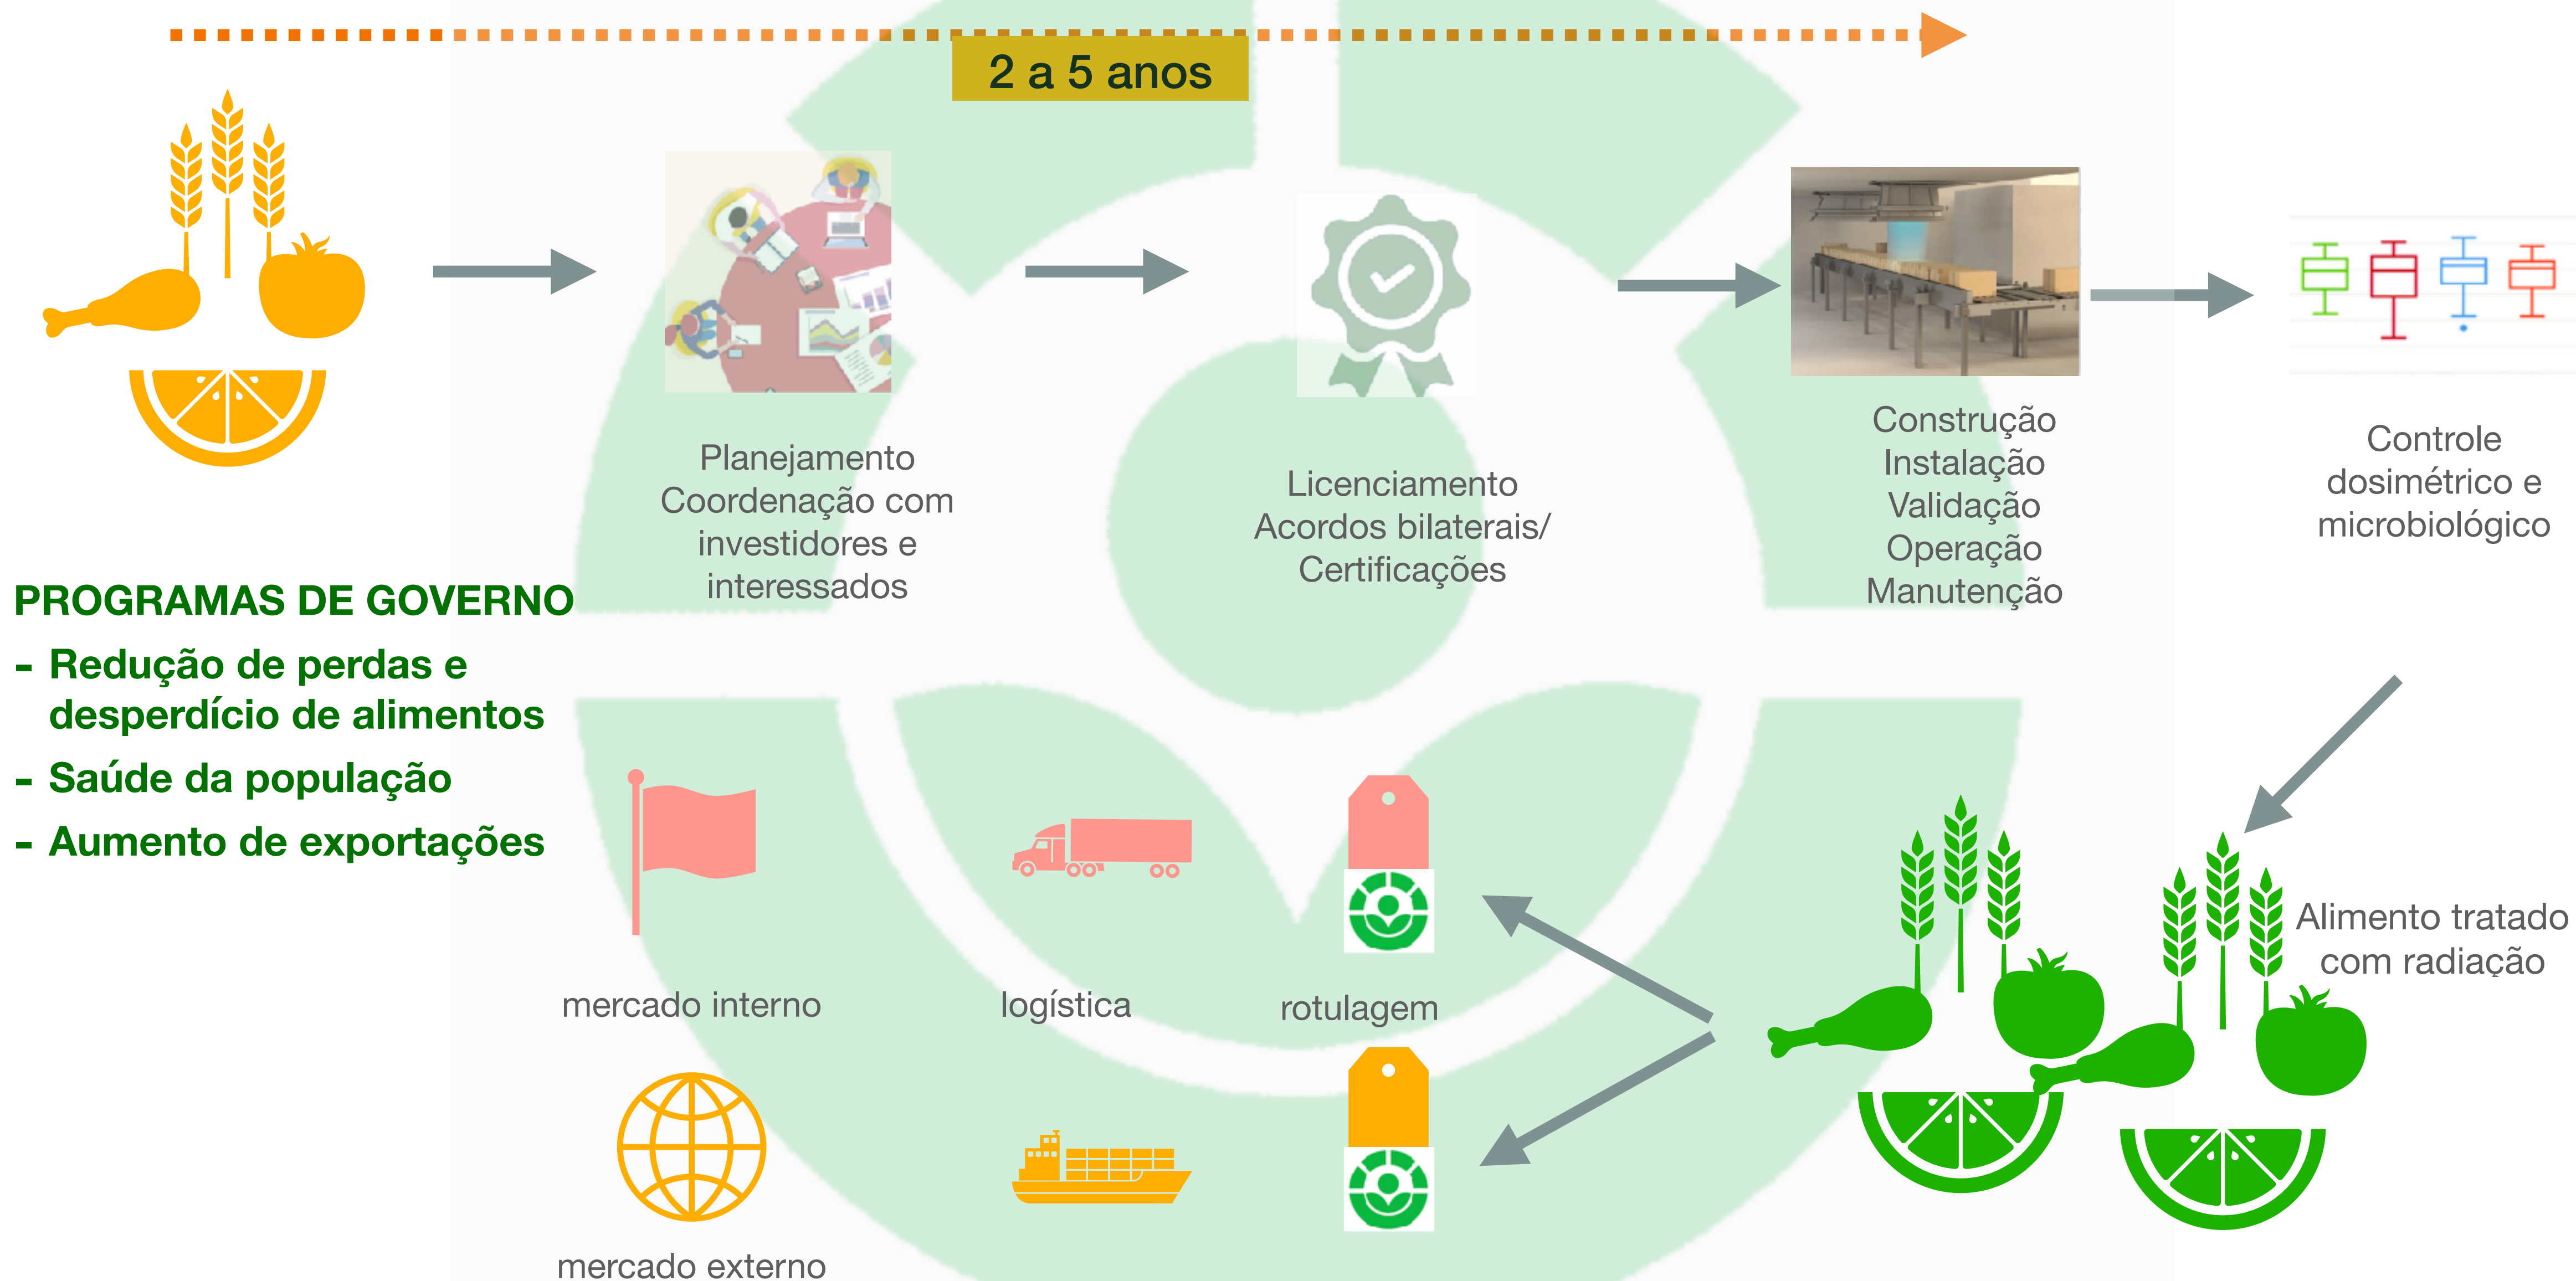 2 a 5 anos
Planejamento
Coordenação com
investidores e
interessados
Licenciamento
Acordos bilaterais/
Certificações
Construção
Instalação
Validação
Operação
Manutenção
Controle
dosimétrico e
microbiológico
PROGRAMAS DE GOVERNO
- Redução de perdas e
desperdício de alimentos
- Saúde da população
- Aumento de exportações
Alimento tratado
com radiação
mercado interno
logística
rotulagem
mercado externo